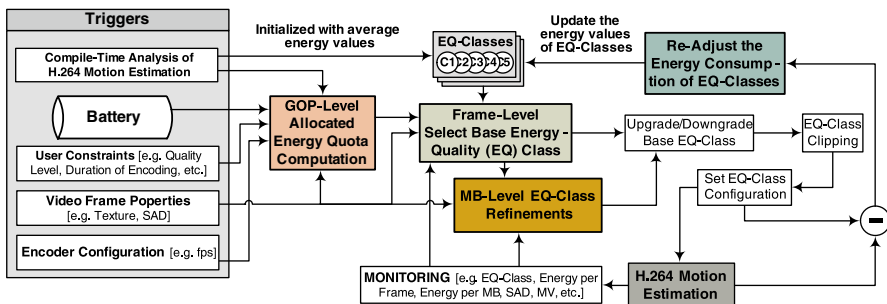 Triggers
Compile-Time Analysis of
H.264 Motion Estimation
Battery
User Constraints [e.g. Quality
Level, Duration of Encoding, etc.]
Video Frame Poperties
[e.g. Texture, SAD]
Encoder Configuration [e.g. fps]
Initialized with average
energy values
GOP-Level
Allocated
Energy Quota
Computation
EQ-Classes
C1 C2 C3 C4 C5
Update the
energy values
of EQ-Classes
Re-Adjust the
Energy Consump-
tion of EQ-Classes
Frame-Level
Select Base Energy -
Quality (EQ) Class
MB-Level EQ-Class
Refinements
Upgrade/Downgrade
Base EQ-Class
EQ-Class
Clipping
Set EQ-Class
Configuration
MONITORING [e.g. EQ-Class, Energy per
Frame, Energy per MB, SAD, MV, etc.]
H.264 Motion
Estimation